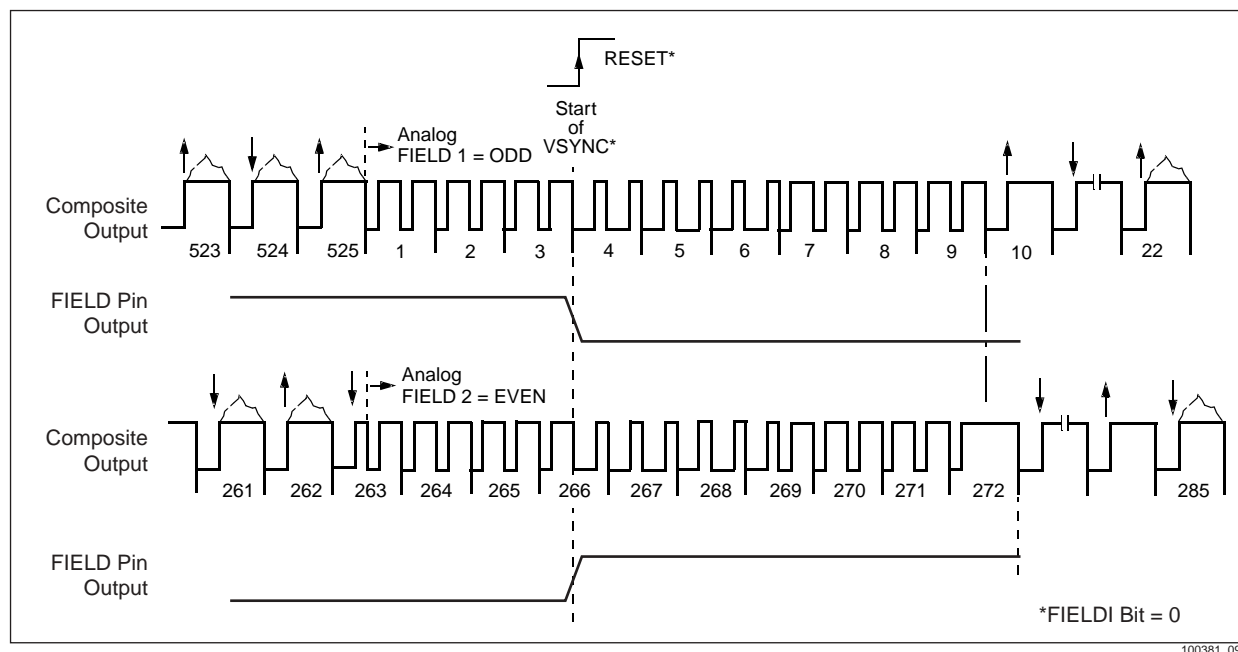 RESET*
Start
of
VSYNC*
Analog
FIELD 1 = ODD
Composite
Output
523 524 525 1 2 3 4 5 6 7 8 9 10 22
FIELD Pin
Output
Analog
FIELD 2 = EVEN
Composite
Output
261 262 263 264 265 266 267 268 269 270 271 272 285
FIELD Pin
Output
*FIELDI Bit = 0